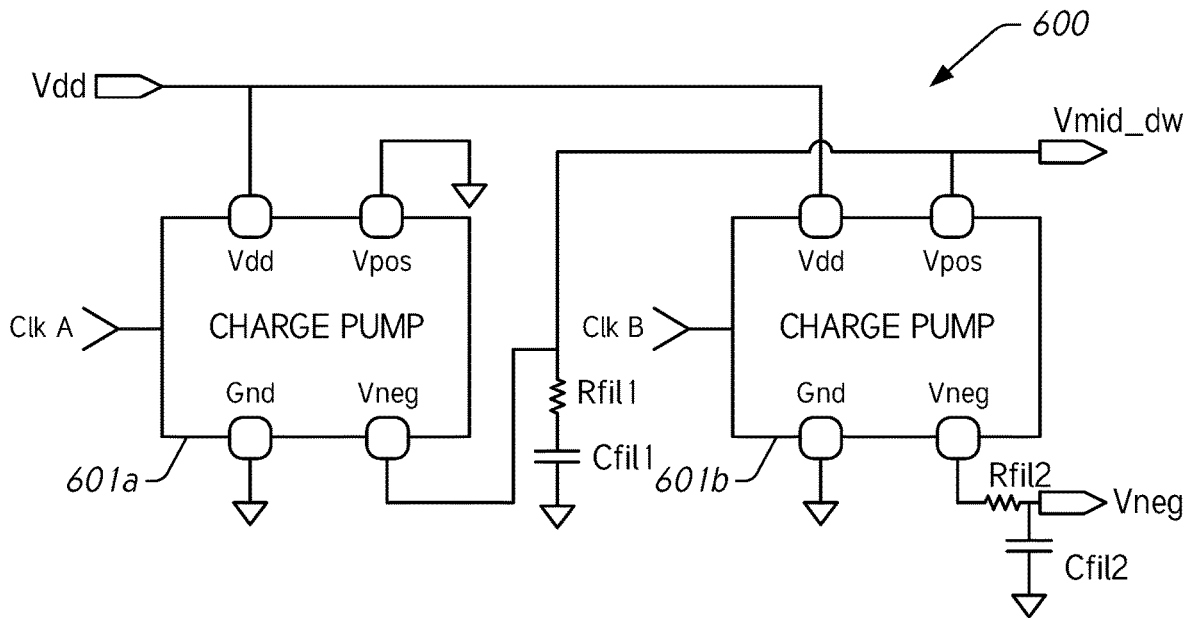 600
Vdd
Vmid_dw
Vdd
Vpos
Vdd
Vpos
Clk A
CHARGE PUMP
Clk B
CHARGE PUMP
Gnd
Vneg
Rfil1
Gnd
Vneg
Cfil1
601a
601b
Rfil2
Vneg
Cfil2